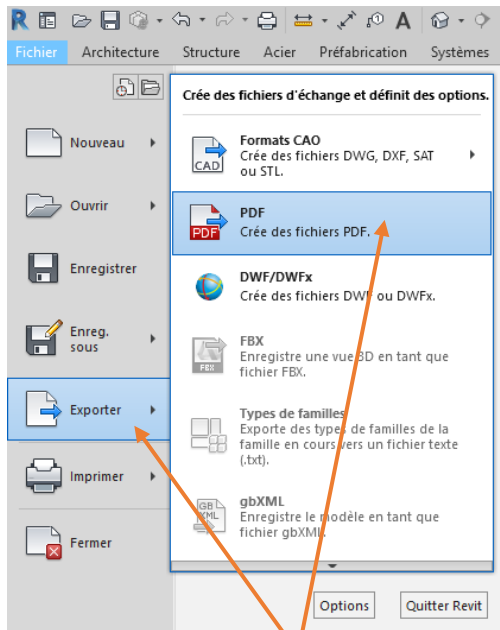 Fichier Architecture Structure Acier Préfabrication Systèmes
Crée des fichiers d'échange et définit des options.
Nouveau
Ouvrir
Enregistrer
Enreg.
sous
Exporter
Imprimer
Fermer
CAD
Formats CAO
Crée des fichiers DWG, DXF, SAT
ou STL.
PDF
PDF
Crée des fichiers PDF.
DWF/DWFx
Crée des fichiers DWF ou DWFx.
FBX
FBX
Enregistre une vue 3D en tant que
fichier FBX.
Types de familles
Exporte des types de familles de la
famille en cours vers un fichier texte
(.txt).
GB
XML
gbXML
Enregistre le modèle en tant que
fichier gbXML.
Options Quitter Revit